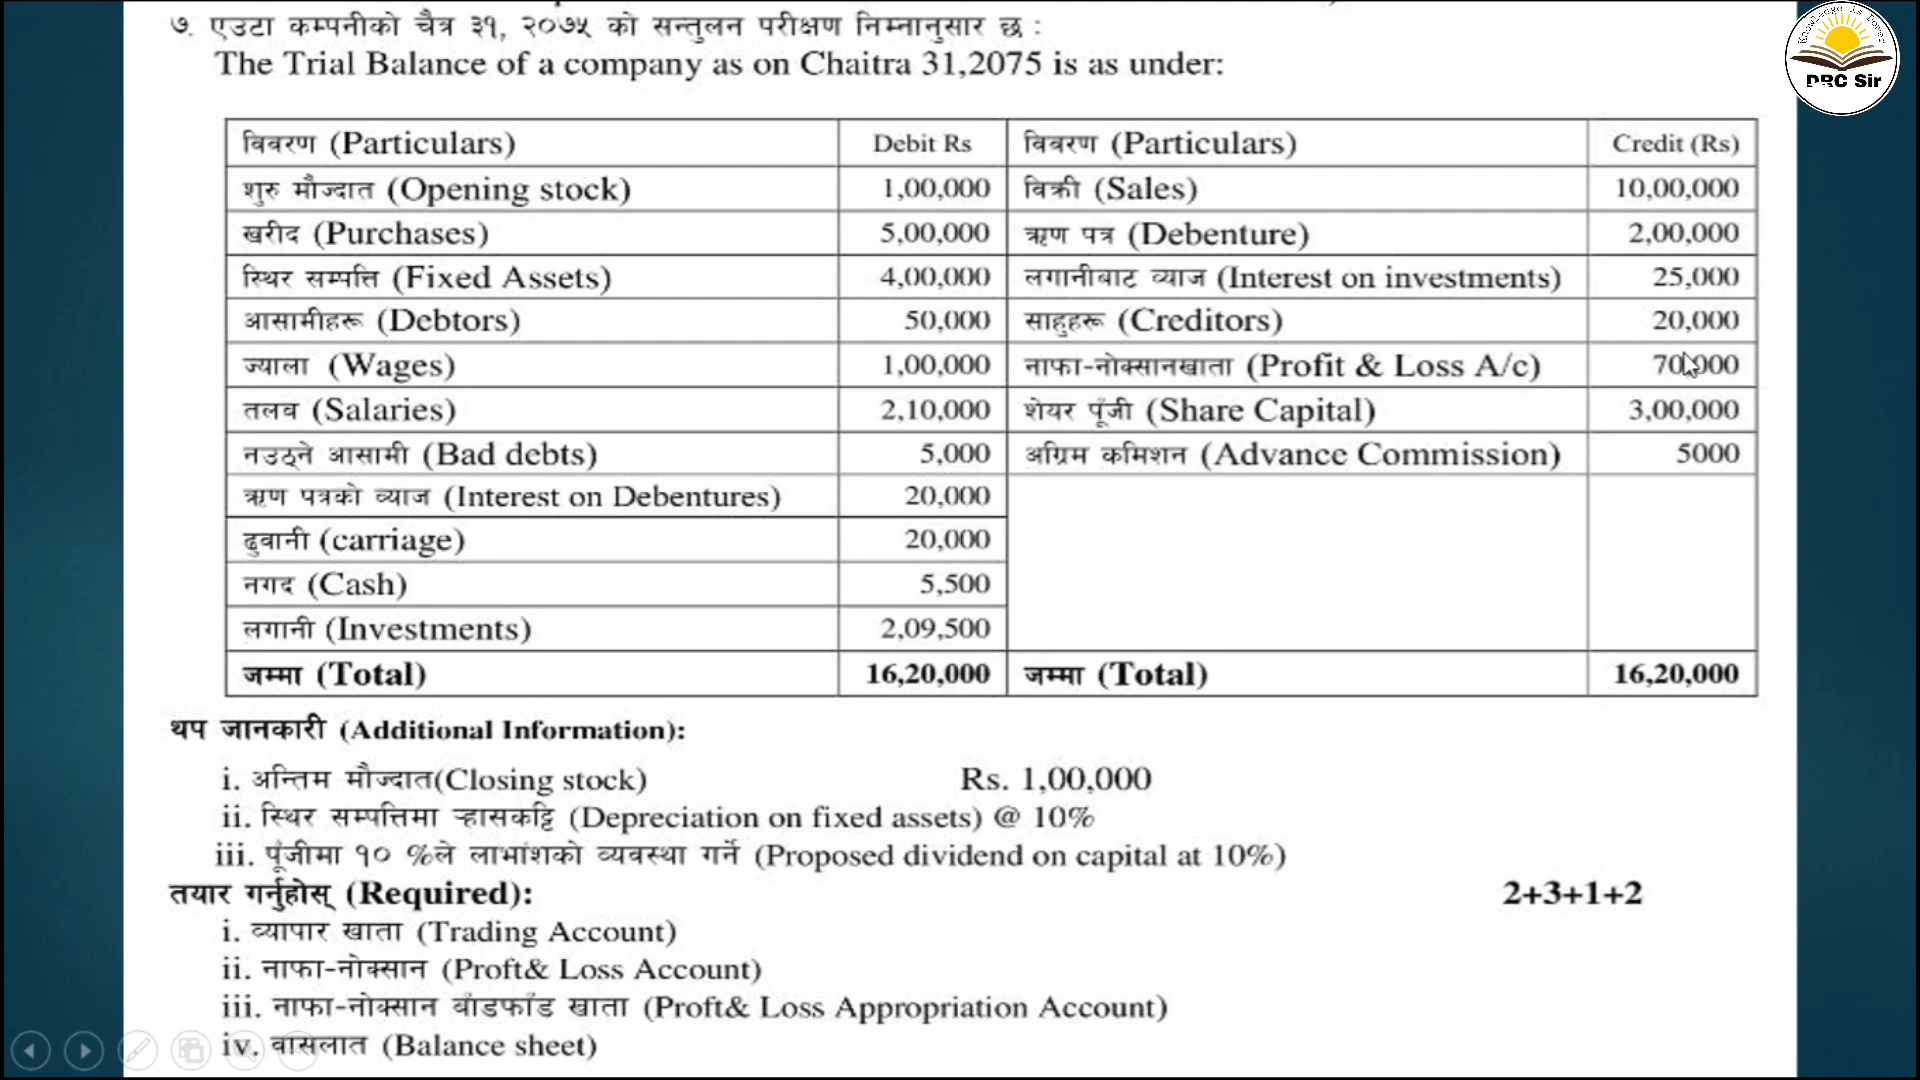 ७. एउटा कम्पनीको चैत्र ३१, २०७५ को सन्तुलन परीक्षण निम्नानुसार छ :
The Trial Balance of a company as on Chaitra 31,2075 is as under:
Knowledge is Power
DRC Sir
विवरण (Particulars) Debit Rs विवरण (Particulars) Credit (Rs)
शुरु मौज्दात (Opening stock) 1,00,000 विक्री (Sales) 10,00,000
खरीद (Purchases) 5,00,000 ऋण पत्र (Debenture) 2,00,000
स्थिर सम्पत्ति (Fixed Assets) 4,00,000 लगानीबाट व्याज (Interest on investments) 25,000
आसामीहरू (Debtors) 50,000 साहुहरू (Creditors) 20,000
ज्याला (Wages) 1,00,000 नाफा-नोक्सानखाता (Profit & Loss A/c) 70,000
तलव (Salaries) 2,10,000 शेयर पूँजी (Share Capital) 3,00,000
नउठ्ने आसामी (Bad debts) 5,000 अग्रिम कमिशन (Advance Commission) 5000
ऋण पत्रको व्याज (Interest on Debentures) 20,000
ढुवानी (carriage) 20,000
नगद (Cash) 5,500
लगानी (Investments) 2,09,500
जम्मा (Total) 16,20,000 जम्मा (Total) 16,20,000
थप जानकारी (Additional Information):
i. अन्तिम मौज्दात(Closing stock) Rs. 1,00,000
ii. स्थिर सम्पत्तिमा ऱ्हासकट्टि (Depreciation on fixed assets) @ 10%
iii. पूँजीमा १० %ले लाभांशको व्यवस्था गर्ने (Proposed dividend on capital at 10%)
तयार गर्नुहोस् (Required): 2+3+1+2
i. व्यापार खाता (Trading Account)
ii. नाफा-नोक्सान (Proft& Loss Account)
iii. नाफा-नोक्सान बाँडफाँड खाता (Proft& Loss Appropriation Account)
iv. वासलात (Balance sheet)